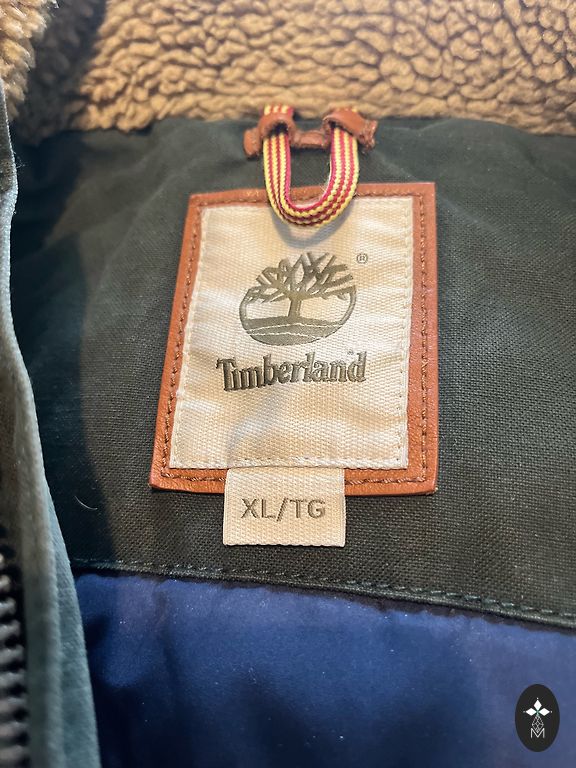 ®
Timberland
XL/TG
M